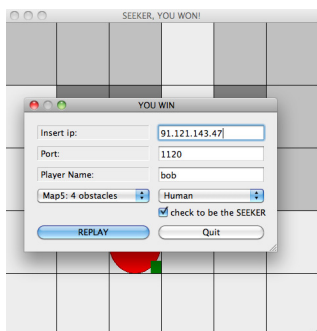 SEEKER, YOU WON!
YOU WIN
Insert ip: 91.121.143.47
Port: 1120
Player Name: bob
Map5: 4 obstacles Human
check to be the SEEKER
REPLAY Quit